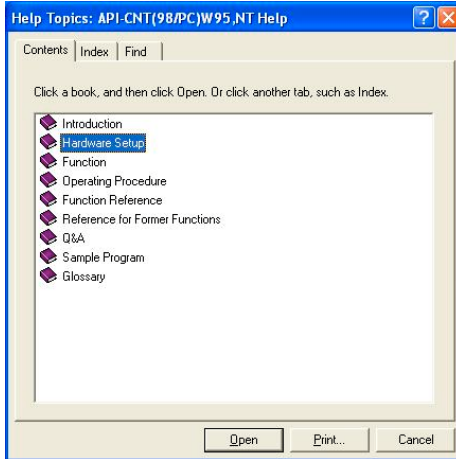 Help Topics: API-CNT(98/PC)W95,NT Help
Contents Index Find
Click a book, and then click Open. Or click another tab, such as Index.
Introduction
Hardware Setup
Function
Operating Procedure
Function Reference
Reference for Former Functions
Q&A
Sample Program
Glossary
Open Print... Cancel